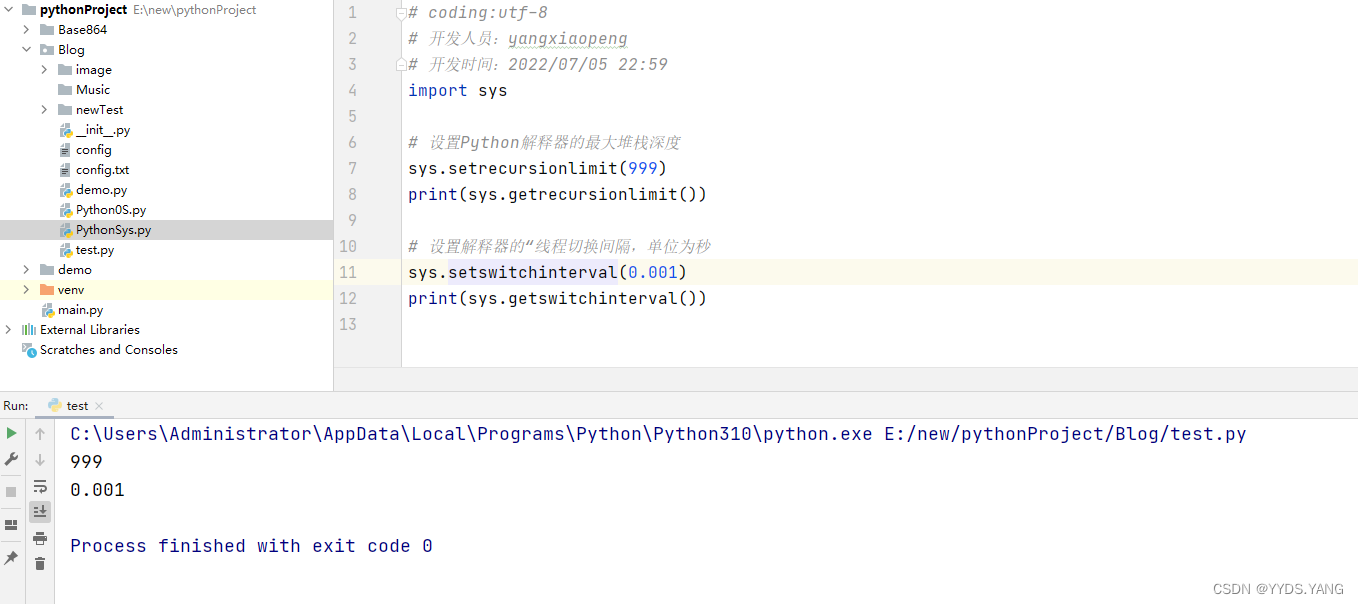 pythonProject E:\new\pythonProject
Base864
Blog
image
Music
newTest
__init__.py
config
config.txt
demo.py
Python0S.py
PythonSys.py
test.py
demo
venv
main.py
External Libraries
Scratches and Consoles
1 # coding:utf-8
2 # 开发人员：yangxiaopeng
3 # 开发时间：2022/07/05 22:59
4 import sys
5
6 # 设置Python解释器的最大堆栈深度
7 sys.setrecursionlimit(999)
8 print(sys.getrecursionlimit())
9
10 # 设置解释器的“线程切换间隔，单位为秒
11 sys.setswitchinterval(0.001)
12 print(sys.getswitchinterval())
13
Run: test
C:\Users\Administrator\AppData\Local\Programs\Python\Python310\python.exe E:/new/pythonProject/Blog/test.py
999
0.001
Process finished with exit code 0
CSDN @YYDS.YANG